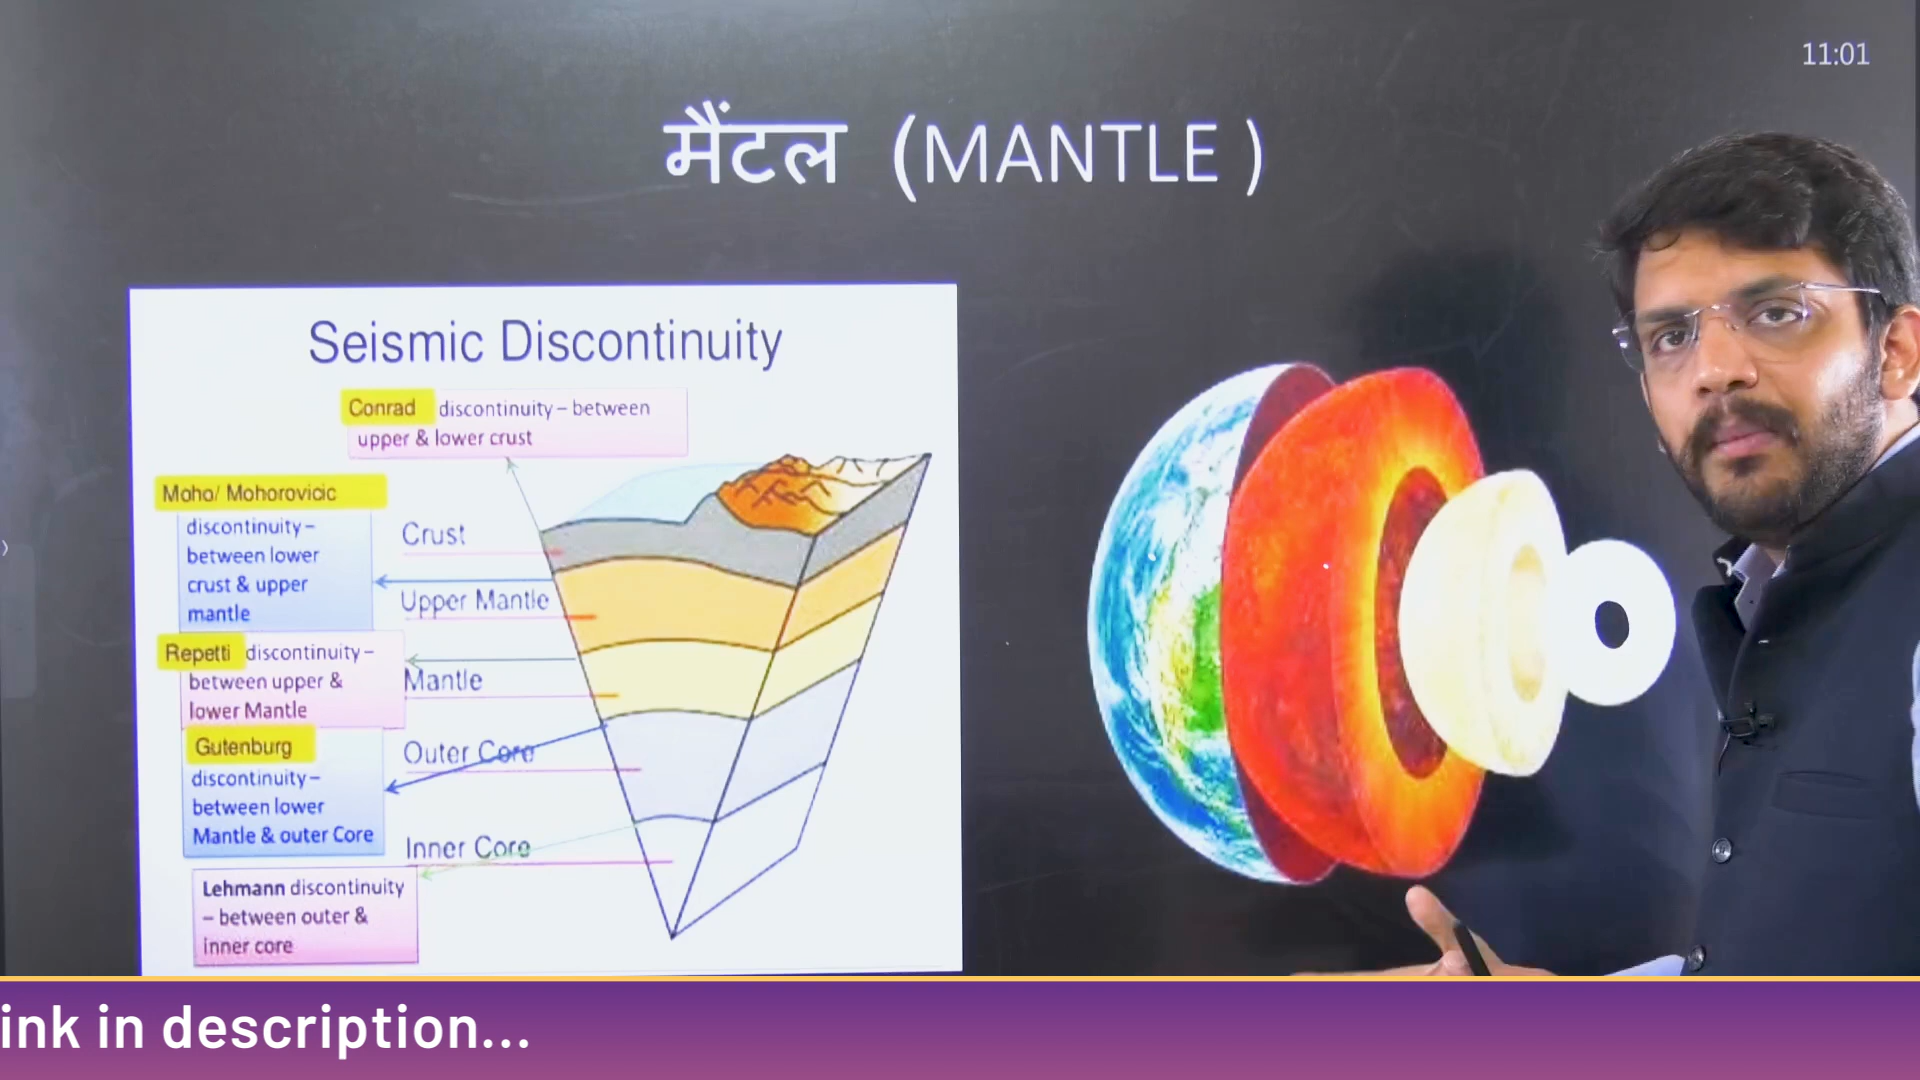 11:01
मैंटल (MANTLE )
Seismic Discontinuity
Conrad discontinuity – between
upper & lower crust
Moho/ Mohorovicic
discontinuity –
between lower
crust & upper
mantle
Repetti discontinuity –
between upper &
lower Mantle
Gutenburg
discontinuity –
between lower
Mantle & outer Core
Lehmann discontinuity
– between outer &
inner core
Crust
Upper Mantle
Mantle
Outer Core
Inner Core
ink in description...